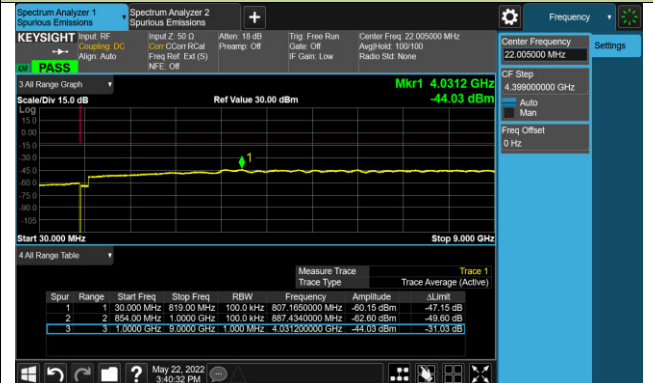 Spectrum Analyzer 1
Spurious Emissions
Spectrum Analyzer 2
Spurious Emissions
Frequency
KEYSIGHT
Input: RF
Coupling: DC
Align: Auto
Input Z: 50 Ω
Corr CCorr RCal
Freq Ref: Ext (S)
NFE: Off
Atten: 18 dB
Preamp: Off
Trig: Free Run
Gate: Off
IF Gain: Low
Center Freq: 22.005000 MHz
Avg|Hold: 100/100
Radio Std: None
PASS
3 All Range Graph
Mkr1 4.0312 GHz
Scale/Div 15.0 dB
Ref Value 30.00 dBm
-44.03 dBm
Log
15.0
0.00
-15.0
-30.0
-45.0
-60.0
-75.0
-90.0
-105
1
Start 30.000 MHz
Stop 9.000 GHz
4 All Range Table
Measure Trace Trace 1
Trace Type Trace Average (Active)
Spur Range Start Freq Stop Freq RBW Frequency Amplitude ΔLimit
1 1 30.000 MHz 819.00 MHz 100.0 kHz 807.1650000 MHz -60.15 dBm -47.15 dB
2 2 854.00 MHz 1.0000 GHz 100.0 kHz 887.4340000 MHz -62.60 dBm -49.60 dB
3 3 1.0000 GHz 9.0000 GHz 1.000 MHz 4.031200000 GHz -44.03 dBm -31.03 dB
May 22, 2022
3:40:32 PM
Center Frequency
22.005000 MHz
Settings
CF Step
4.399000000 GHz
Auto
Man
Freq Offset
0 Hz